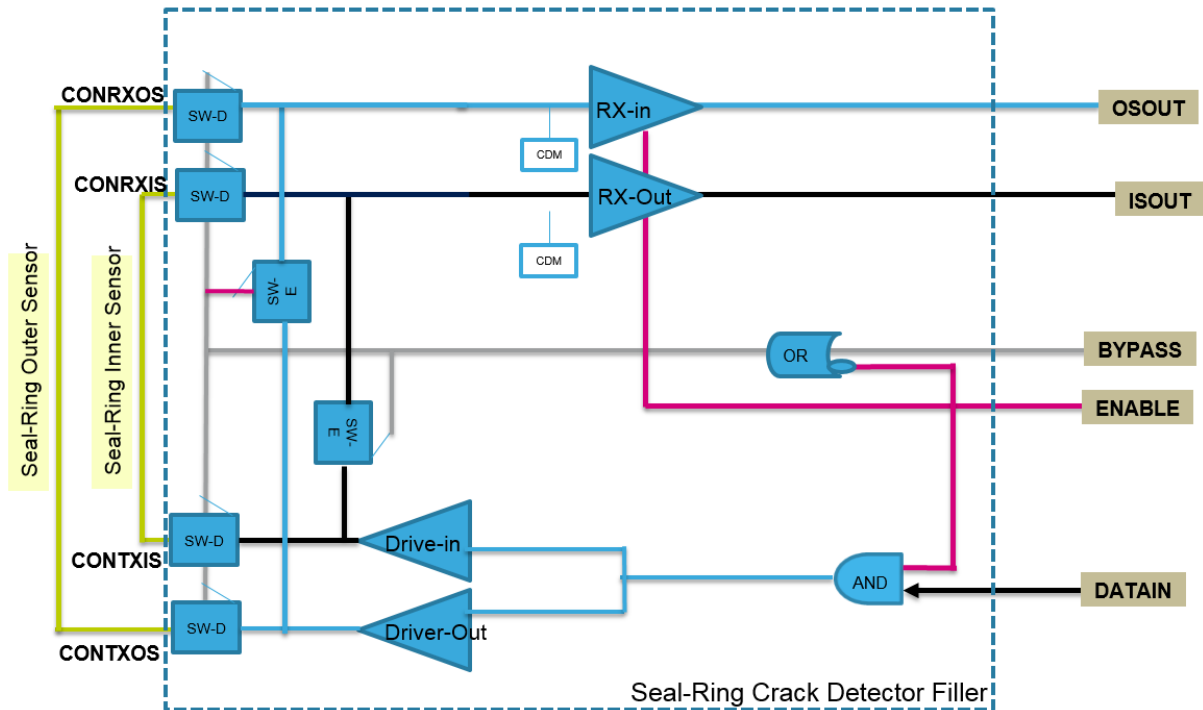 CONRXOS
SW-D
RX-in
OSOUT
CDM
CONRXIS
SW-D
RX-Out
ISOUT
CDM
Seal-Ring Outer Sensor
Seal-Ring Inner Sensor
SW-
E
OR
BYPASS
ENABLE
SW-
E
SW-D
Drive-in
CONTXIS
AND
DATAIN
SW-D
Driver-Out
CONTXOS
Seal-Ring Crack Detector Filler